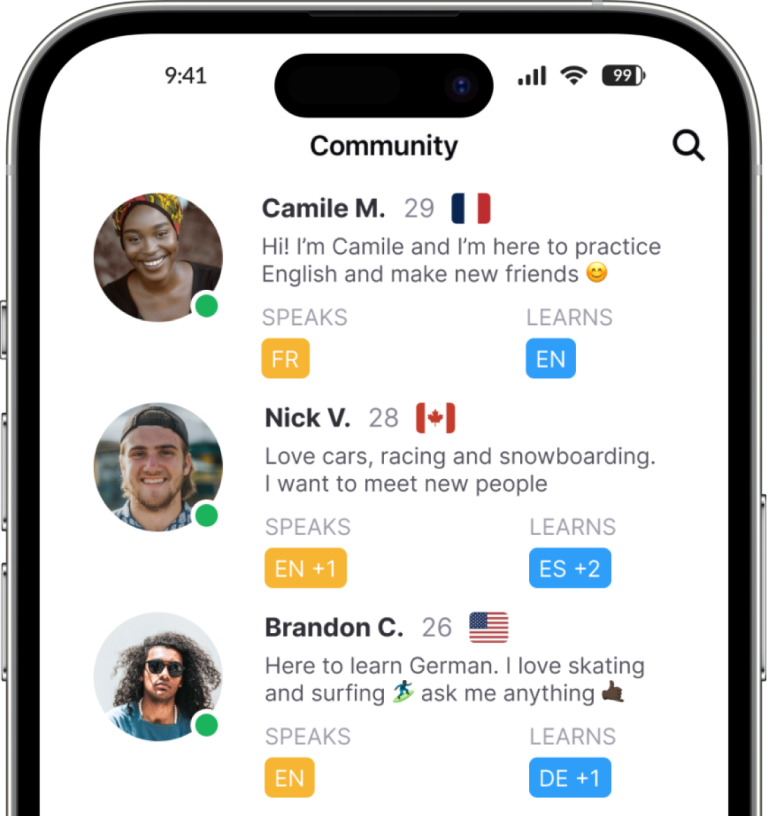 9:41
99
Community
Camile M. 29
Hi! I’m Camile and I’m here to practice
English and make new friends 😊
SPEAKS LEARNS
FR EN
Nick V. 28
Love cars, racing and snowboarding.
I want to meet new people
SPEAKS LEARNS
EN +1 ES +2
Brandon C. 26
Here to learn German. I love skating
and surfing 🏄‍♂️ ask me anything 🤙🏿
SPEAKS LEARNS
EN DE +1